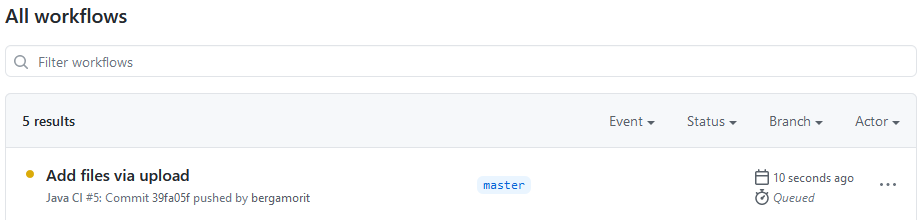 All workflows
Filter workflows
5 results Event Status Branch Actor
Add files via upload
Java CI #5: Commit 39fa05f pushed by bergamorit
master
10 seconds ago
Queued